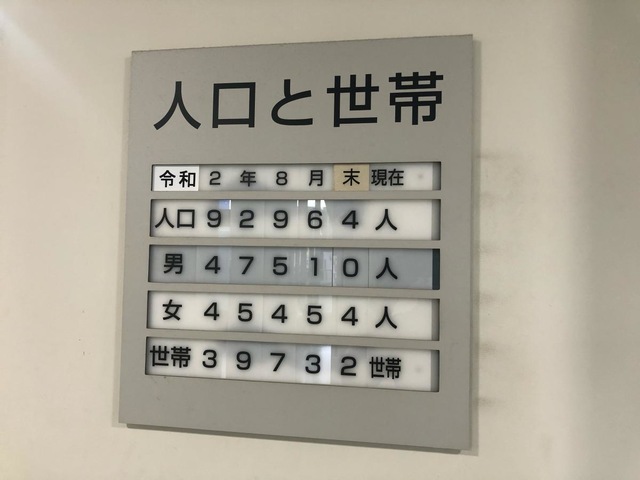 人口と世帯
令和2年8月末現在
人口92964人
男47510人
女45454人
世帯39732世帯